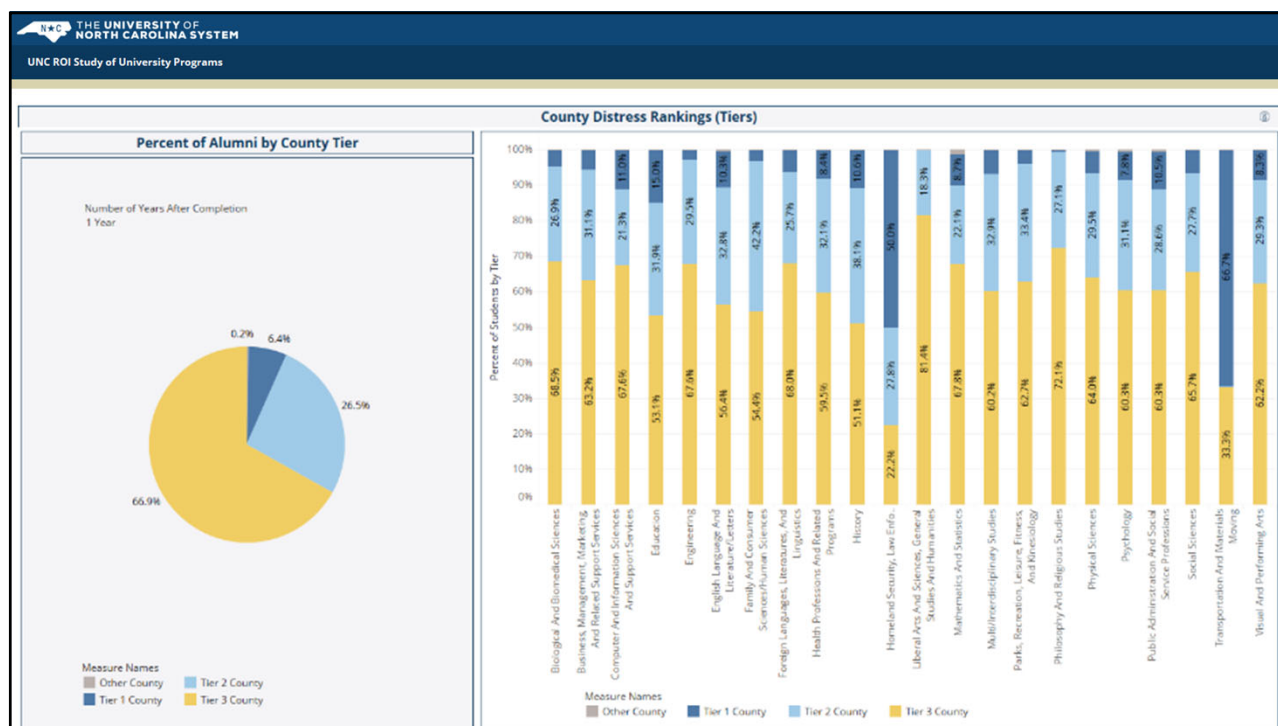 N★C
THE UNIVERSITY OF
NORTH CAROLINA SYSTEM
UNC ROI Study of University Programs
County Distress Rankings (Tiers)
Percent of Alumni by County Tier
Number of Years After Completion
1 Year
0.2%
6.4%
26.5%
66.9%
Measure Names
Other County
Tier 2 County
Tier 1 County
Tier 3 County
Percent of Students by Tier
100%
90%
80%
70%
60%
50%
40%
30%
20%
10%
0%
26.9%
68.5%
31.1%
63.2%
11.0%
21.3%
67.6%
15.0%
31.9%
53.1%
29.5%
67.6%
10.3%
32.8%
56.4%
42.2%
54.4%
25.7%
68.0%
8.4%
32.1%
59.5%
10.6%
38.1%
51.1%
50.0%
27.8%
22.2%
18.3%
81.4%
8.7%
22.1%
67.8%
32.9%
60.2%
33.4%
62.7%
27.1%
72.1%
29.5%
64.0%
7.8%
31.1%
60.3%
10.5%
28.6%
60.3%
27.7%
65.7%
66.7%
33.3%
8.3%
29.3%
62.2%
Biological And Biomedical Sciences
Business, Management, Marketing,
And Related Support Services
Computer And Information Sciences
And Support Services
Education
Engineering
English Language And
Literature/Letters
Family And Consumer
Sciences/Human Sciences
Foreign Languages, Literatures, And
Linguistics
Health Professions And Related
Programs
History
Homeland Security, Law Enfo..
Liberal Arts And Sciences, General
Studies And Humanities
Mathematics And Statistics
Multi/Interdisciplinary Studies
Parks, Recreation, Leisure, Fitness,
And Kinesiology
Philosophy And Religious Studies
Physical Sciences
Psychology
Public Administration And Social
Service Professions
Social Sciences
Transportation And Materials
Moving
Visual And Performing Arts
Measure Names
Other County
Tier 1 County
Tier 2 County
Tier 3 County